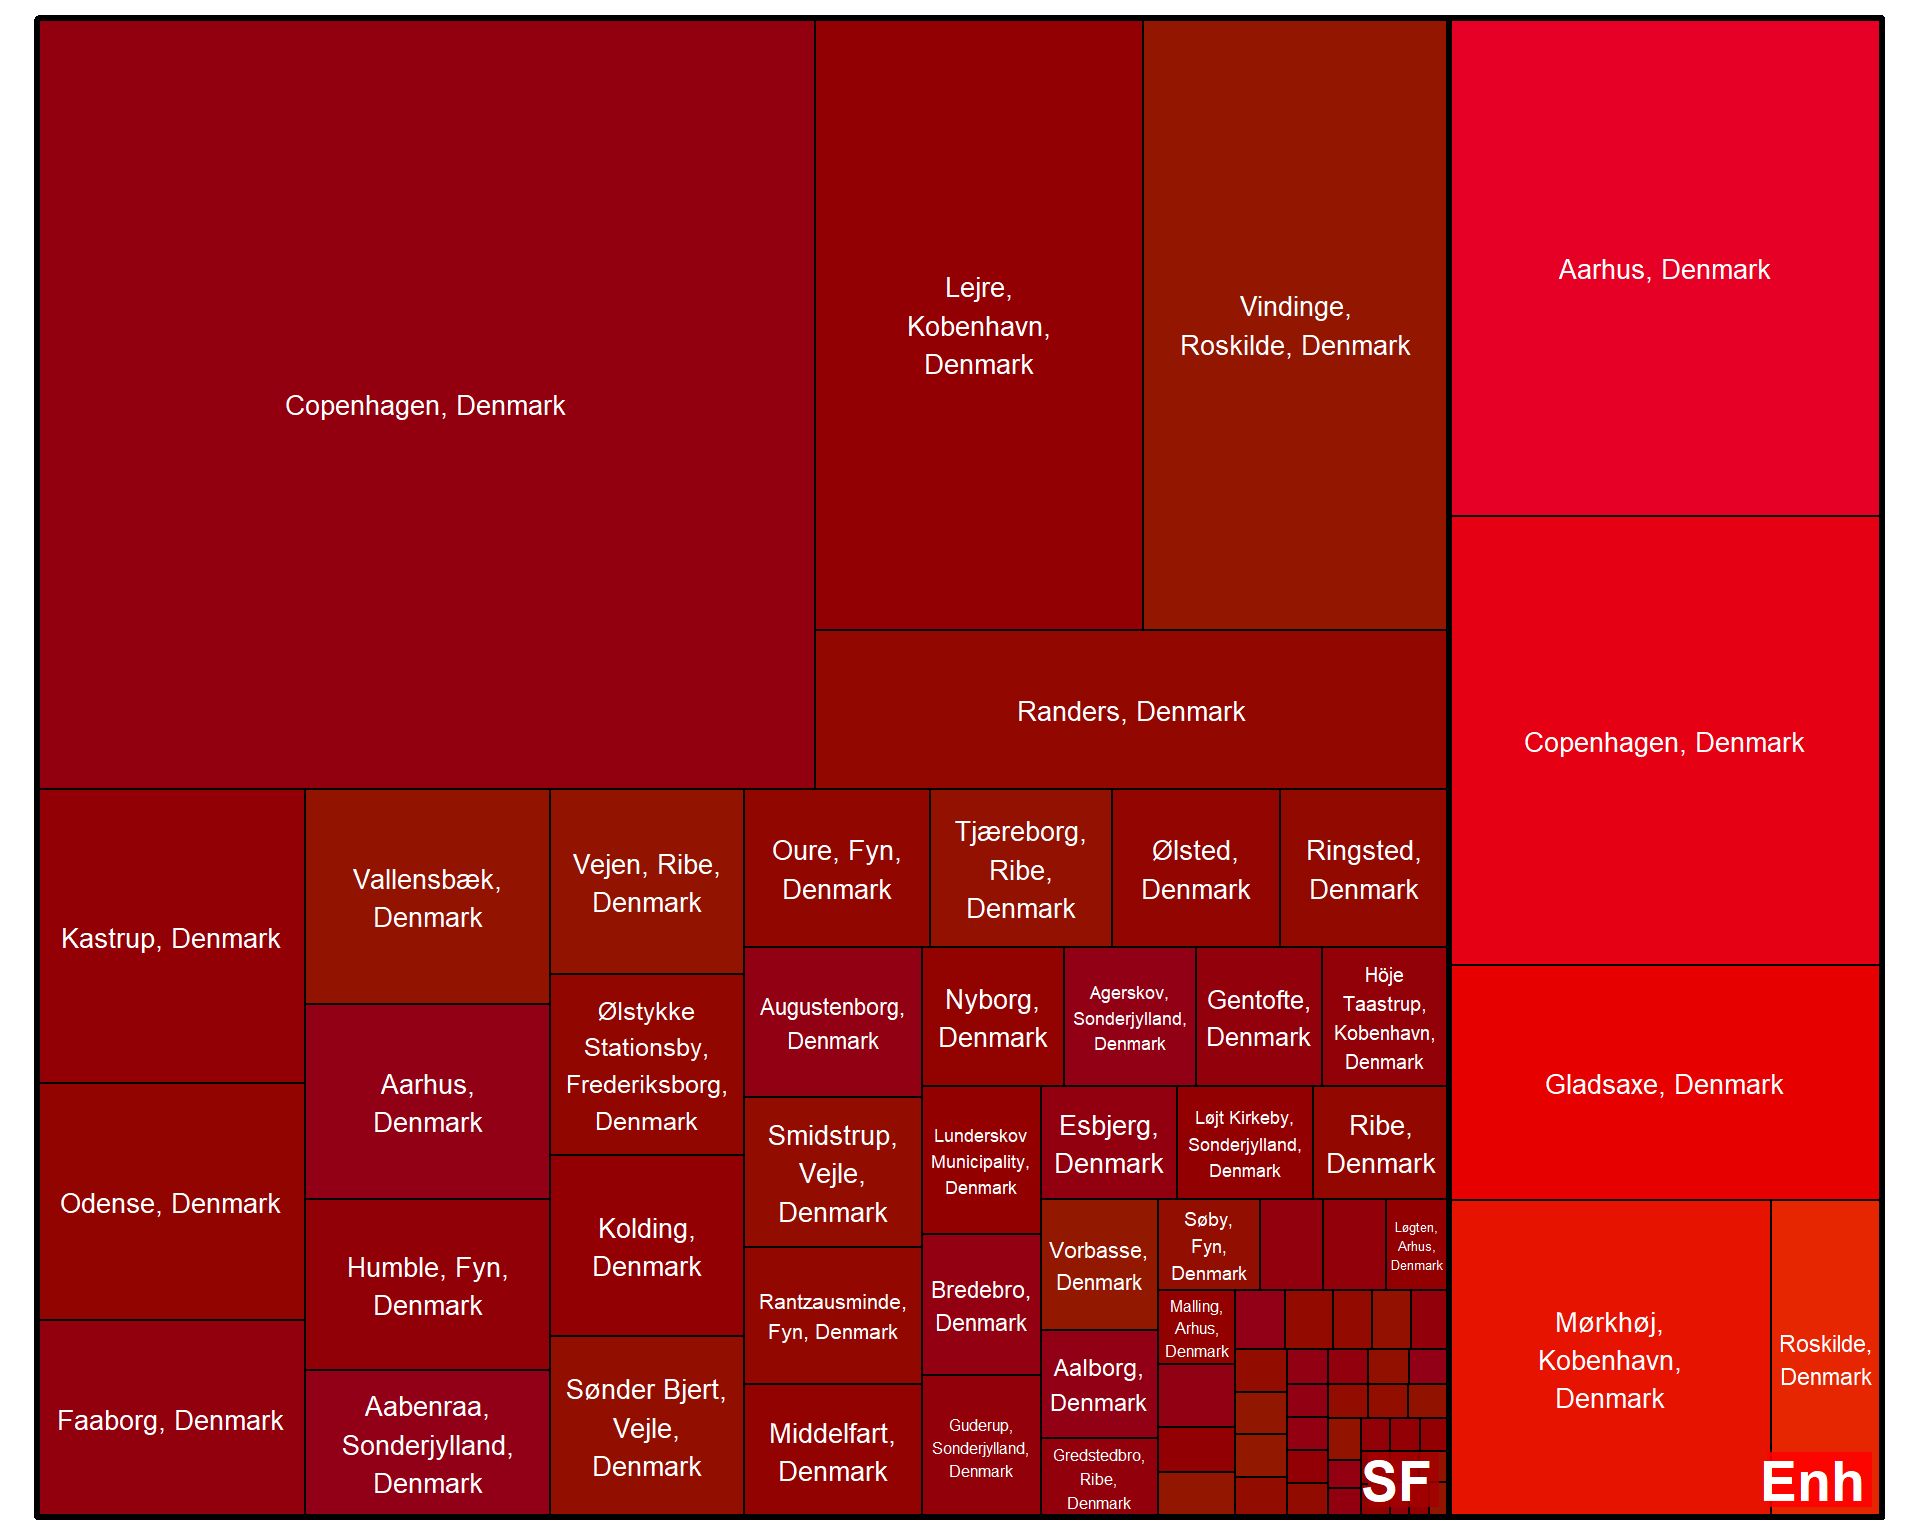 Copenhagen, Denmark
Lejre,
Kobenhavn,
Denmark
Vindinge,
Roskilde, Denmark
Randers, Denmark
Kastrup, Denmark
Odense, Denmark
Faaborg, Denmark
Vallensbæk,
Denmark
Aarhus,
Denmark
Humble, Fyn,
Denmark
Aabenraa,
Sonderjylland,
Denmark
Vejen, Ribe,
Denmark
Ølstykke
Stationsby,
Frederiksborg,
Denmark
Kolding,
Denmark
Sønder Bjert,
Vejle,
Denmark
Oure, Fyn,
Denmark
Tjæreborg,
Ribe,
Denmark
Ølsted,
Denmark
Ringsted,
Denmark
Augustenborg,
Denmark
Smidstrup,
Vejle,
Denmark
Rantzausminde,
Fyn, Denmark
Middelfart,
Denmark
Nyborg,
Denmark
Agerskov,
Sonderjylland,
Denmark
Gentofte,
Denmark
Höje
Taastrup,
Kobenhavn,
Denmark
Lunderskov
Municipality,
Denmark
Bredebro,
Denmark
Guderup,
Sonderjylland,
Denmark
Esbjerg,
Denmark
Løjt Kirkeby,
Sonderjylland,
Denmark
Ribe,
Denmark
Vorbasse,
Denmark
Aalborg,
Denmark
Gredstedbro,
Ribe,
Denmark
Søby,
Fyn,
Denmark
Løgten,
Arhus,
Denmark
Malling,
Arhus,
Denmark
SF
Aarhus, Denmark
Copenhagen, Denmark
Gladsaxe, Denmark
Mørkhøj,
Kobenhavn,
Denmark
Roskilde,
Denmark
Enh